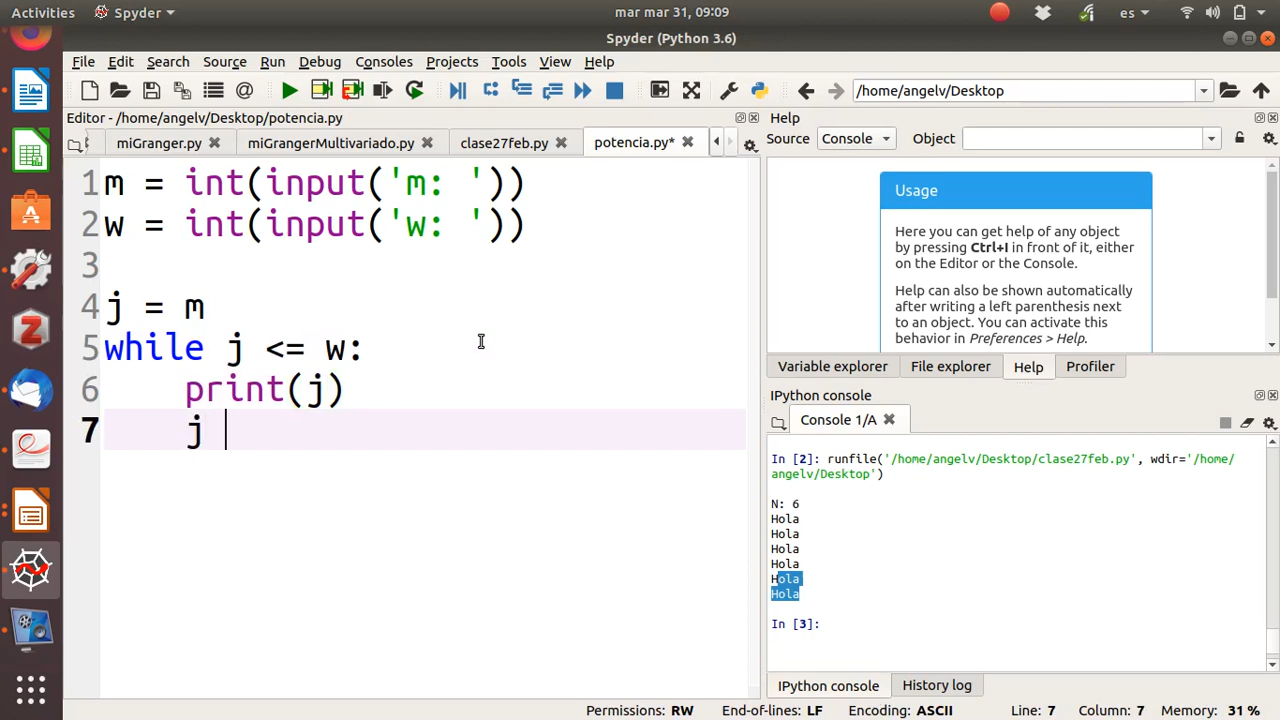 Activities Spyder mar mar 31, 09:09 es
Spyder (Python 3.6)
File Edit Search Source Run Debug Consoles Projects Tools View Help
/home/angelv/Desktop
Editor - /home/angelv/Desktop/potencia.py
miGranger.py miGrangerMultivariado.py clase27feb.py potencia.py*
1 m = int(input('m: '))
2 w = int(input('w: '))
3
4 j = m
5 while j <= w:
6 print(j)
7 j
Help
Source Console Object
Usage
Here you can get help of any object
by pressing Ctrl+I in front of it, either
on the Editor or the Console.
Help can also be shown automatically
after writing a left parenthesis next
to an object. You can activate this
behavior in Preferences > Help.
Variable explorer File explorer Help Profiler
IPython console
Console 1/A
In [2]: runfile('/home/angelv/Desktop/clase27feb.py', wdir='/home/
angelv/Desktop')
N: 6
Hola
Hola
Hola
Hola
Hola
Hola
In [3]:
IPython console History log
Permissions: RW End-of-lines: LF Encoding: ASCII Line: 7 Column: 7 Memory: 31 %